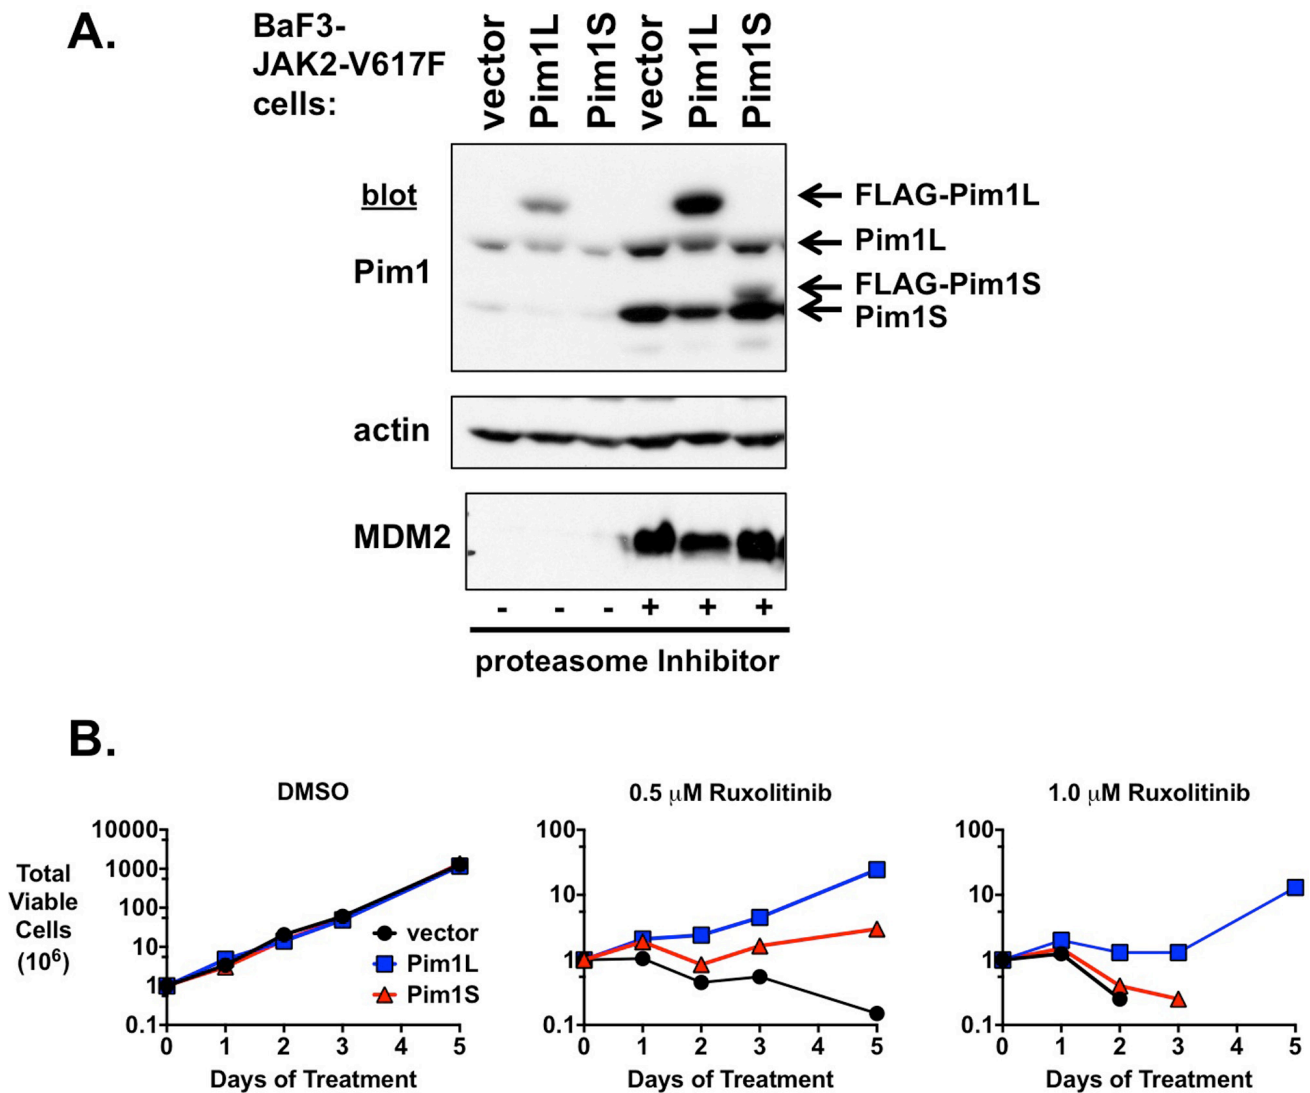 A.
BaF3-
JAK2-V617F
cells:
vector
Pim1L
Pim1S
vector
Pim1L
Pim1S
blot
Pim1
FLAG-Pim1L
Pim1L
FLAG-Pim1S
Pim1S
actin
MDM2
- - - + + +
proteasome Inhibitor
B.
DMSO
Total
Viable
Cells
(10⁶)
10000
1000
100
10
1
0.1
vector
Pim1L
Pim1S
0 1 2 3 4 5
Days of Treatment
0.5 μM Ruxolitinib
100
10
1
0.1
0 1 2 3 4 5
Days of Treatment
1.0 μM Ruxolitinib
100
10
1
0.1
0 1 2 3 4 5
Days of Treatment